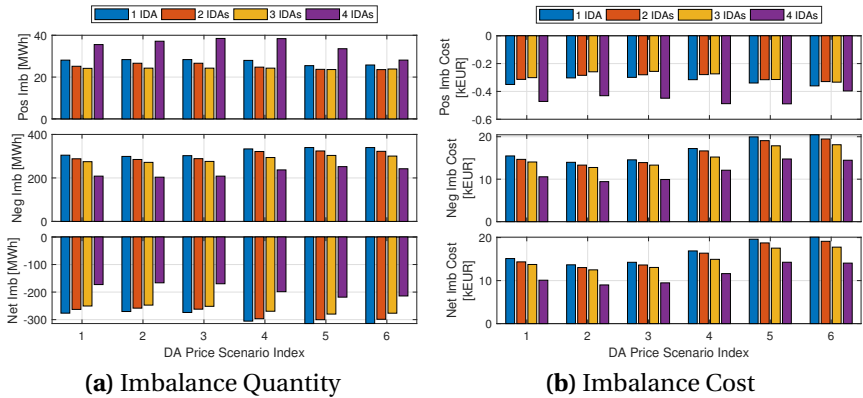 1 IDA 2 IDAs 3 IDAs 4 IDAs
Pos Imb [MWh]
40
20
0
Neg Imb [MWh]
400
200
0
Net Imb [MWh]
0
-100
-200
-300
1 2 3 4 5 6
DA Price Scenario Index
(a) Imbalance Quantity
1 IDA 2 IDAs 3 IDAs 4 IDAs
Pos Imb Cost
[kEUR]
0
-0.2
-0.4
-0.6
Neg Imb Cost
[kEUR]
20
10
0
Net Imb Cost
[kEUR]
20
10
0
1 2 3 4 5 6
DA Price Scenario Index
(b) Imbalance Cost